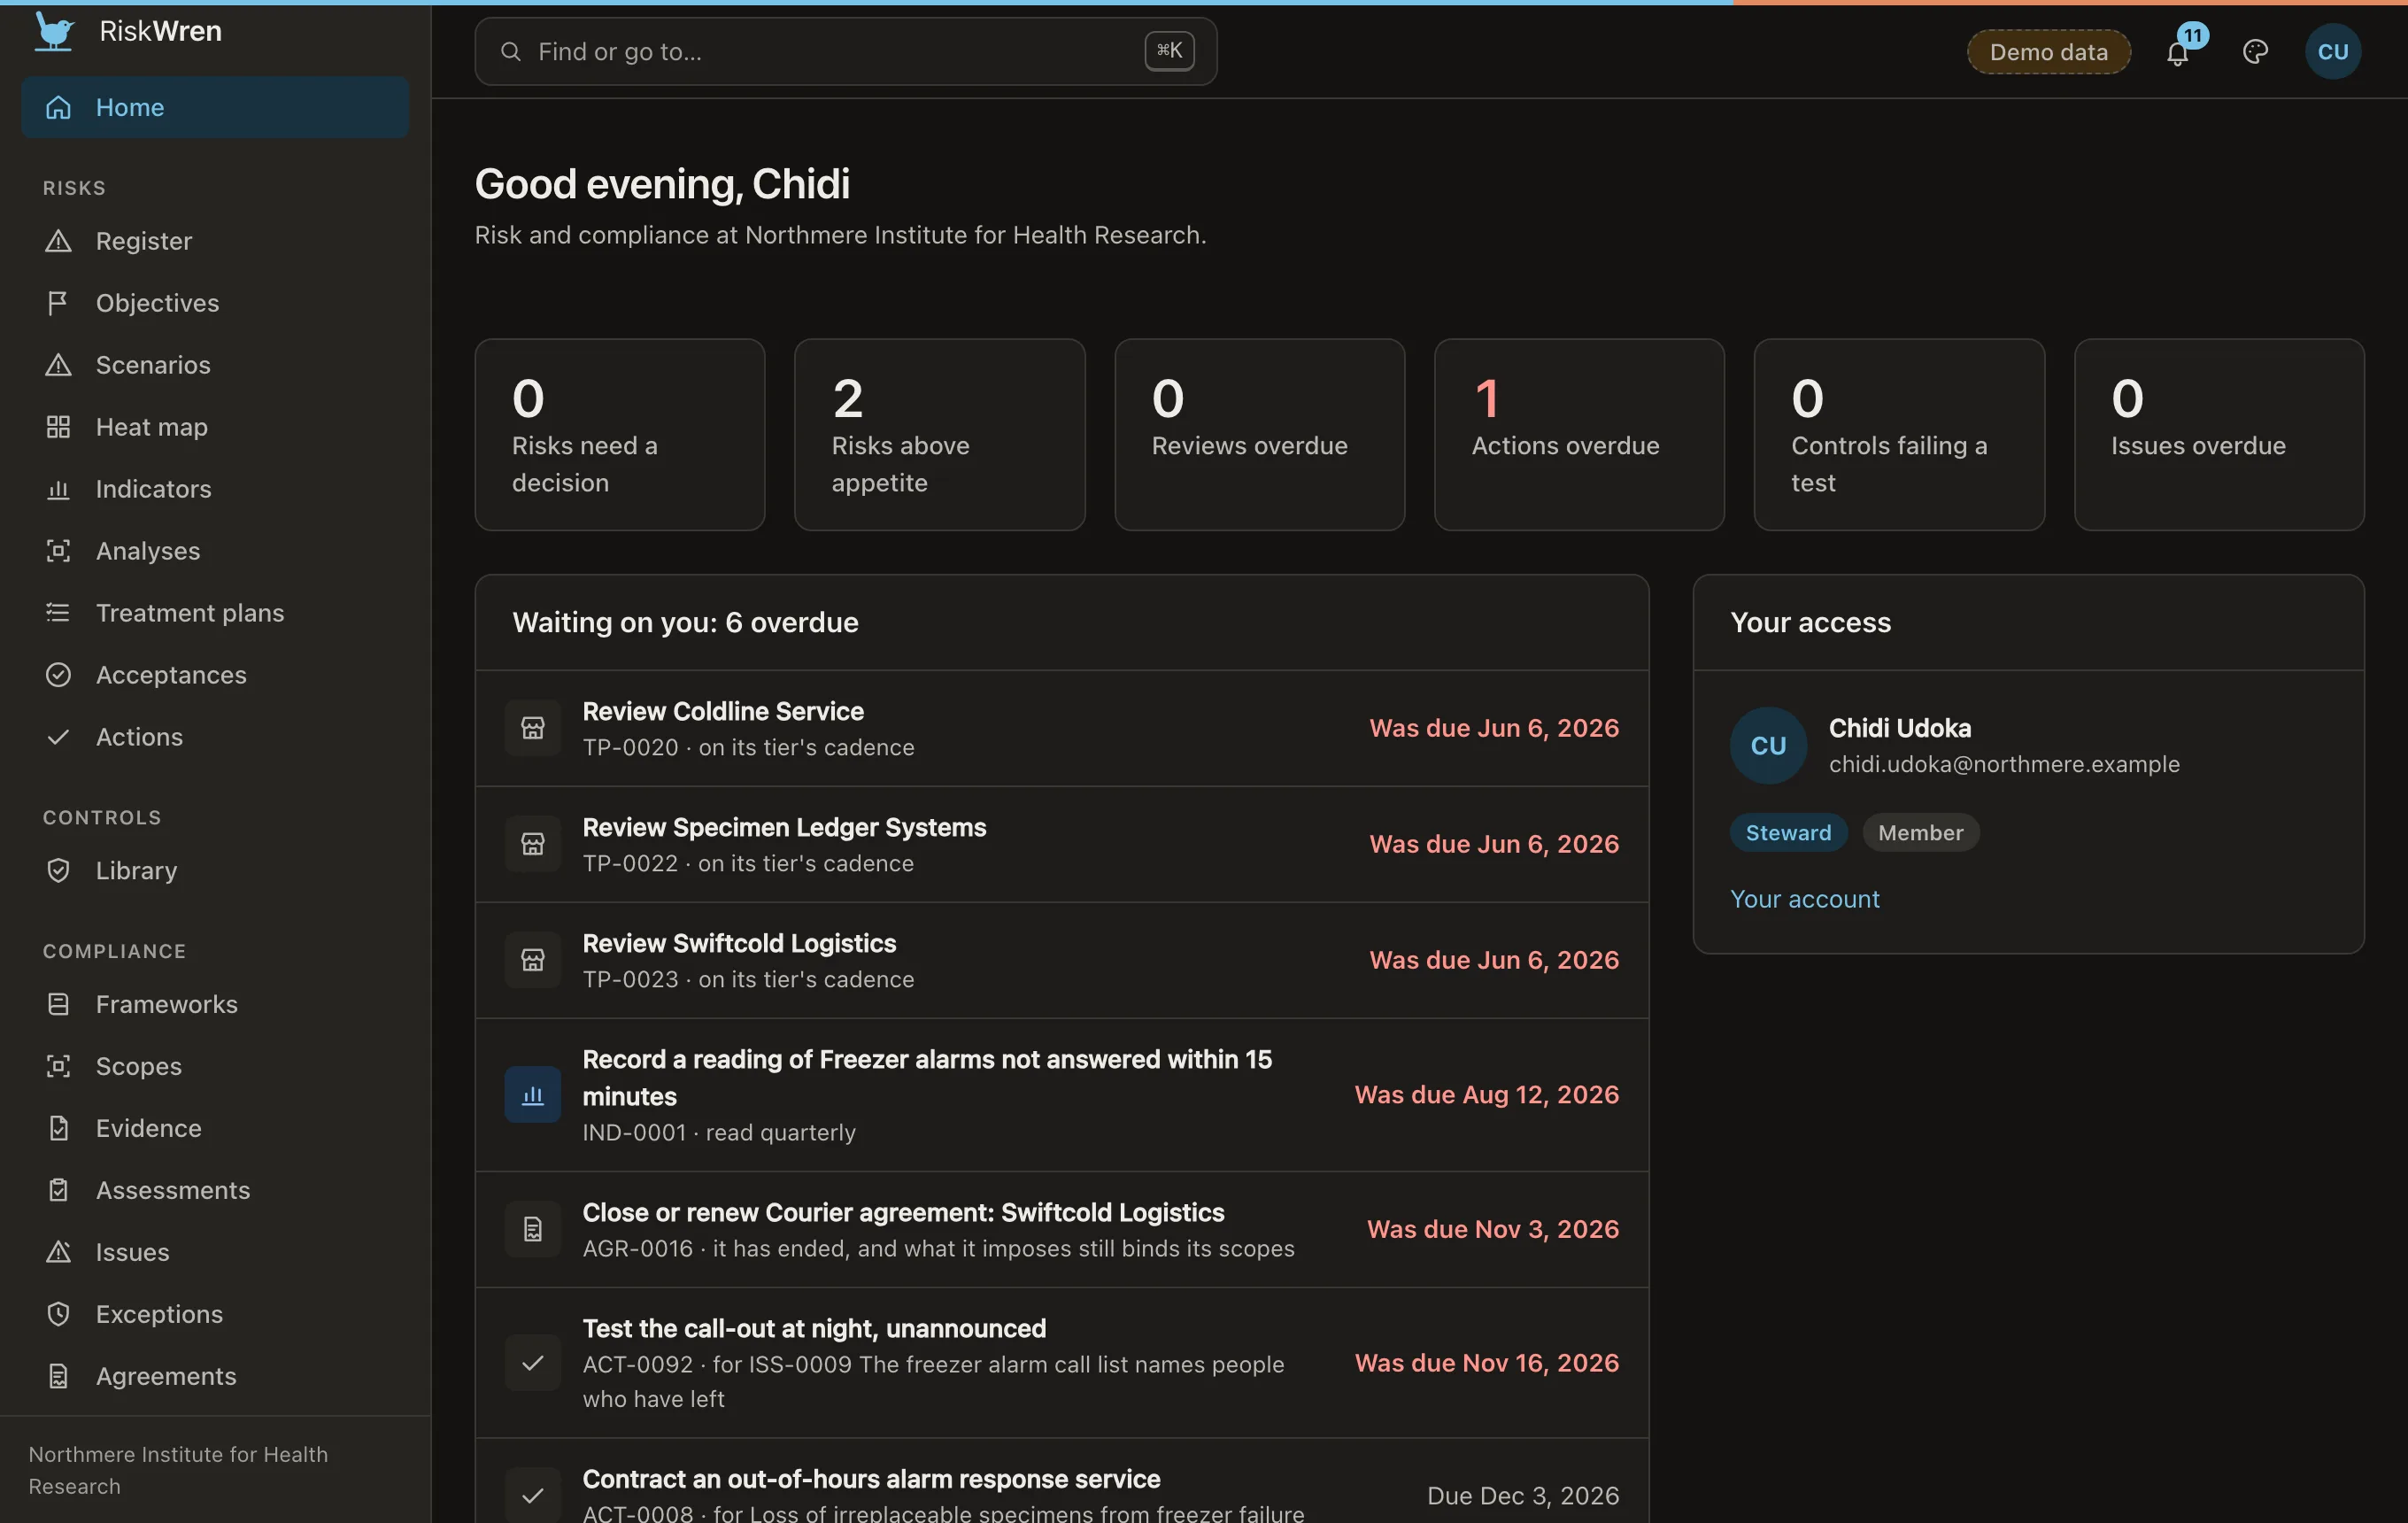 RiskWren
Find or go to...
⌘K
Demo data
11
CU
Home
RISKS
Register
Objectives
Scenarios
Heat map
Indicators
Analyses
Treatment plans
Acceptances
Actions
CONTROLS
Library
COMPLIANCE
Frameworks
Scopes
Evidence
Assessments
Issues
Exceptions
Agreements
Northmere Institute for Health
Research
Good evening, Chidi
Risk and compliance at Northmere Institute for Health Research.
0
Risks need a
decision
2
Risks above
appetite
0
Reviews overdue
1
Actions overdue
0
Controls failing a
test
0
Issues overdue
Waiting on you: 6 overdue
Review Coldline Service
TP-0020 · on its tier's cadence
Was due Jun 6, 2026
Review Specimen Ledger Systems
TP-0022 · on its tier's cadence
Was due Jun 6, 2026
Review Swiftcold Logistics
TP-0023 · on its tier's cadence
Was due Jun 6, 2026
Record a reading of Freezer alarms not answered within 15
minutes
IND-0001 · read quarterly
Was due Aug 12, 2026
Close or renew Courier agreement: Swiftcold Logistics
AGR-0016 · it has ended, and what it imposes still binds its scopes
Was due Nov 3, 2026
Test the call-out at night, unannounced
ACT-0092 · for ISS-0009 The freezer alarm call list names people
who have left
Was due Nov 16, 2026
Contract an out-of-hours alarm response service
ACT-0008 · for Loss of irreplaceable specimens from freezer failure
Due Dec 3, 2026
Your access
CU
Chidi Udoka
chidi.udoka@northmere.example
Steward
Member
Your account